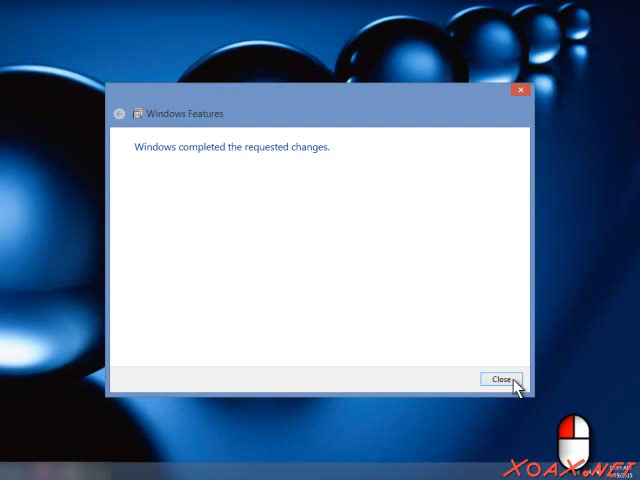 Windows Features
Windows completed the requested changes.
Close
XOAX.NET